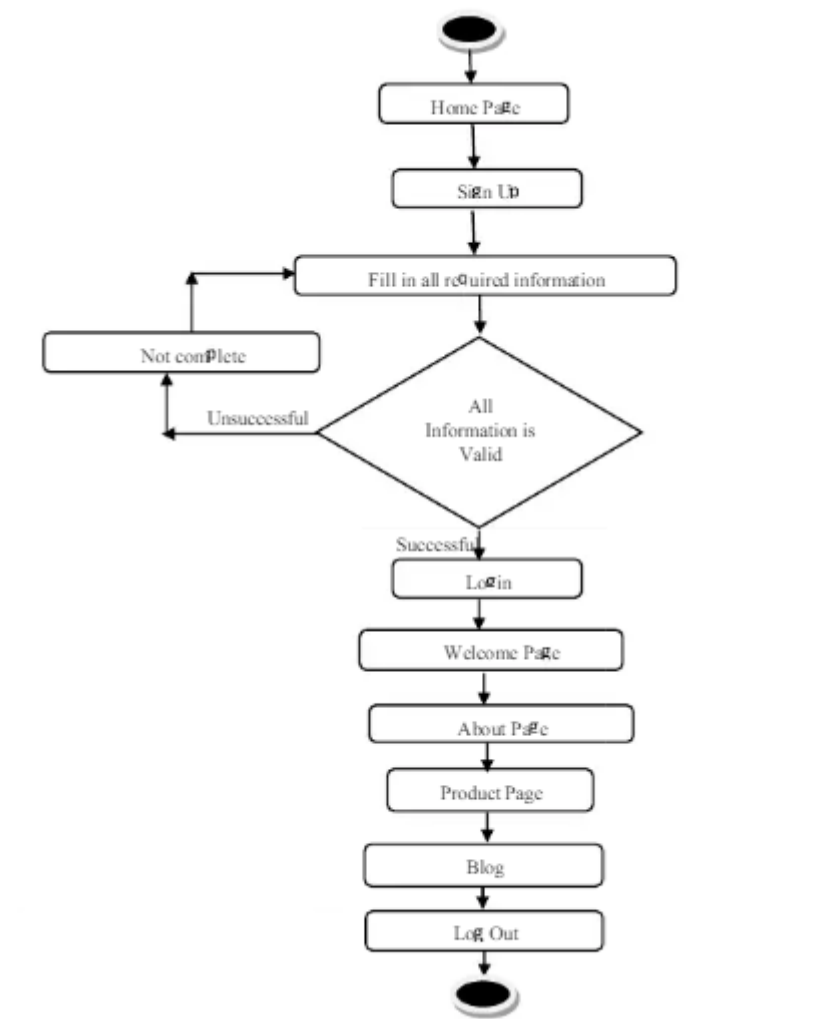 Home Page
Sign Up
Fill in all required information
Not complete
Unsuccessful
All
Information is
Valid
Successful
Login
Welcome Page
About Page
Product Page
Blog
Log Out